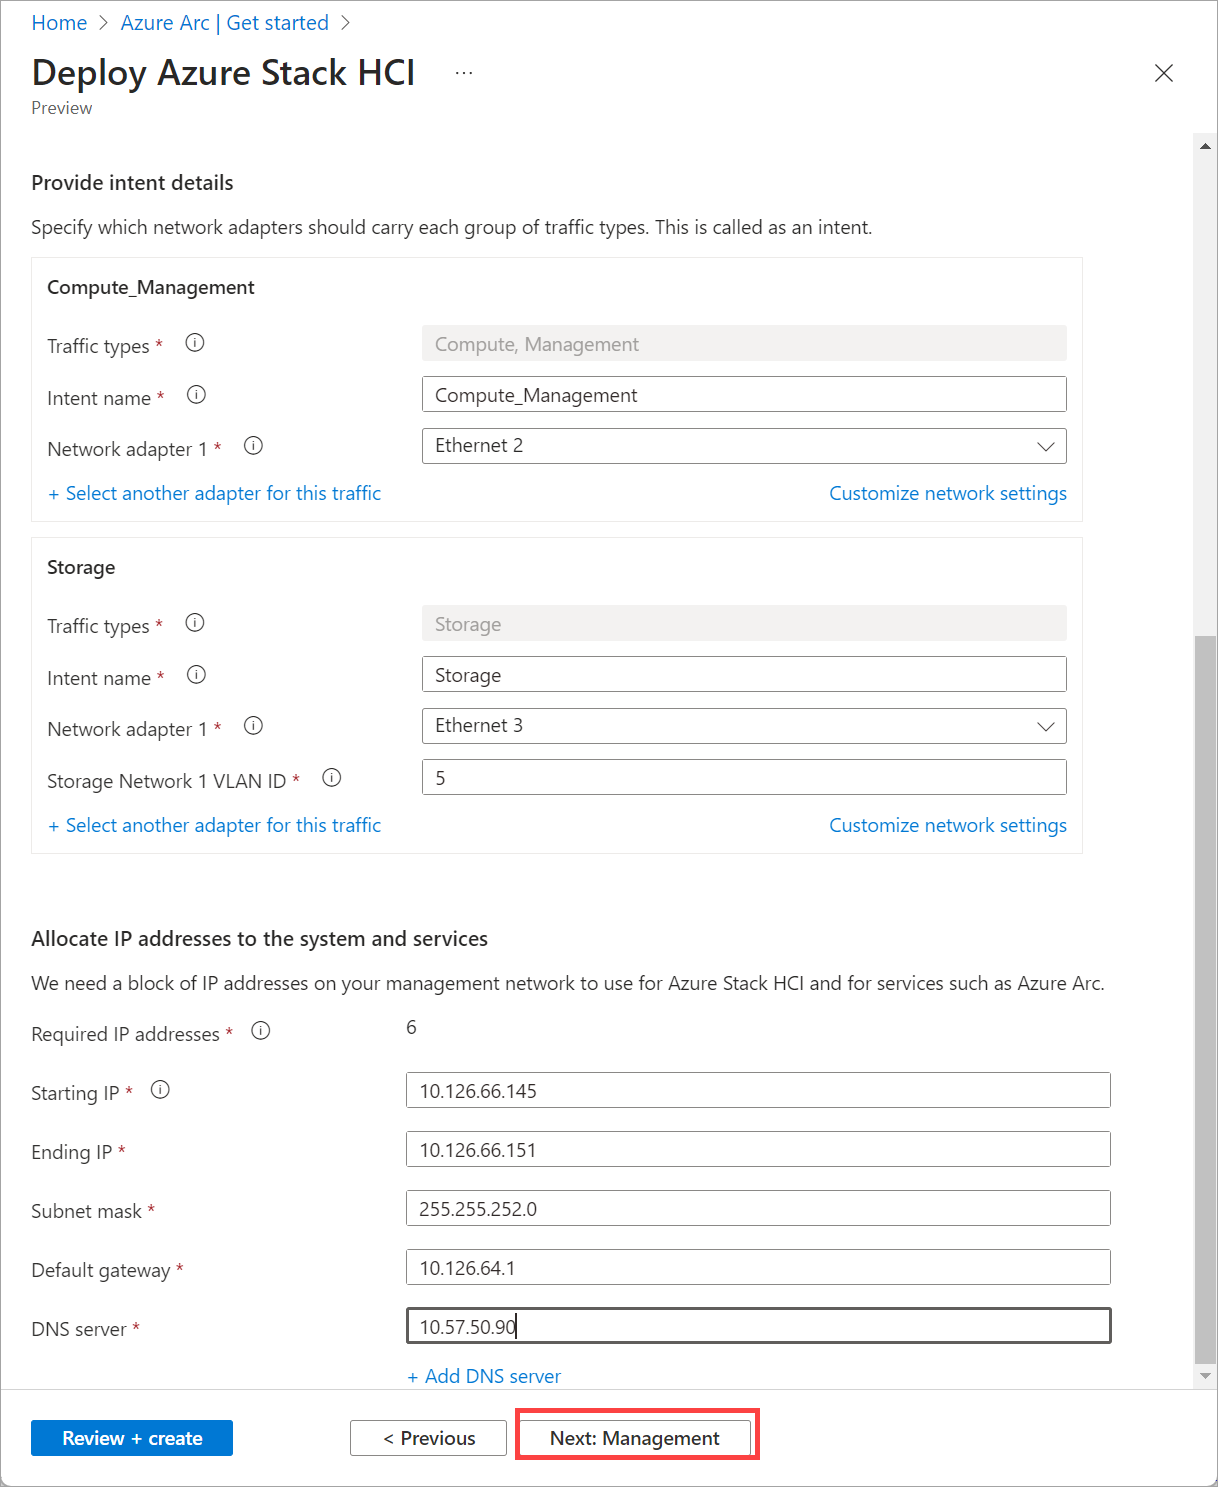 Home > Azure Arc | Get started >
Deploy Azure Stack HCI ...
Preview
Provide intent details
Specify which network adapters should carry each group of traffic types. This is called as an intent.
Compute_Management
Traffic types * Compute, Management
Intent name * Compute_Management
Network adapter 1 * Ethernet 2
+ Select another adapter for this traffic Customize network settings
Storage
Traffic types * Storage
Intent name * Storage
Network adapter 1 * Ethernet 3
Storage Network 1 VLAN ID * 5
+ Select another adapter for this traffic Customize network settings
Allocate IP addresses to the system and services
We need a block of IP addresses on your management network to use for Azure Stack HCI and for services such as Azure Arc.
Required IP addresses * 6
Starting IP * 10.126.66.145
Ending IP * 10.126.66.151
Subnet mask * 255.255.252.0
Default gateway * 10.126.64.1
DNS server * 10.57.50.90
+ Add DNS server
Review + create < Previous Next: Management